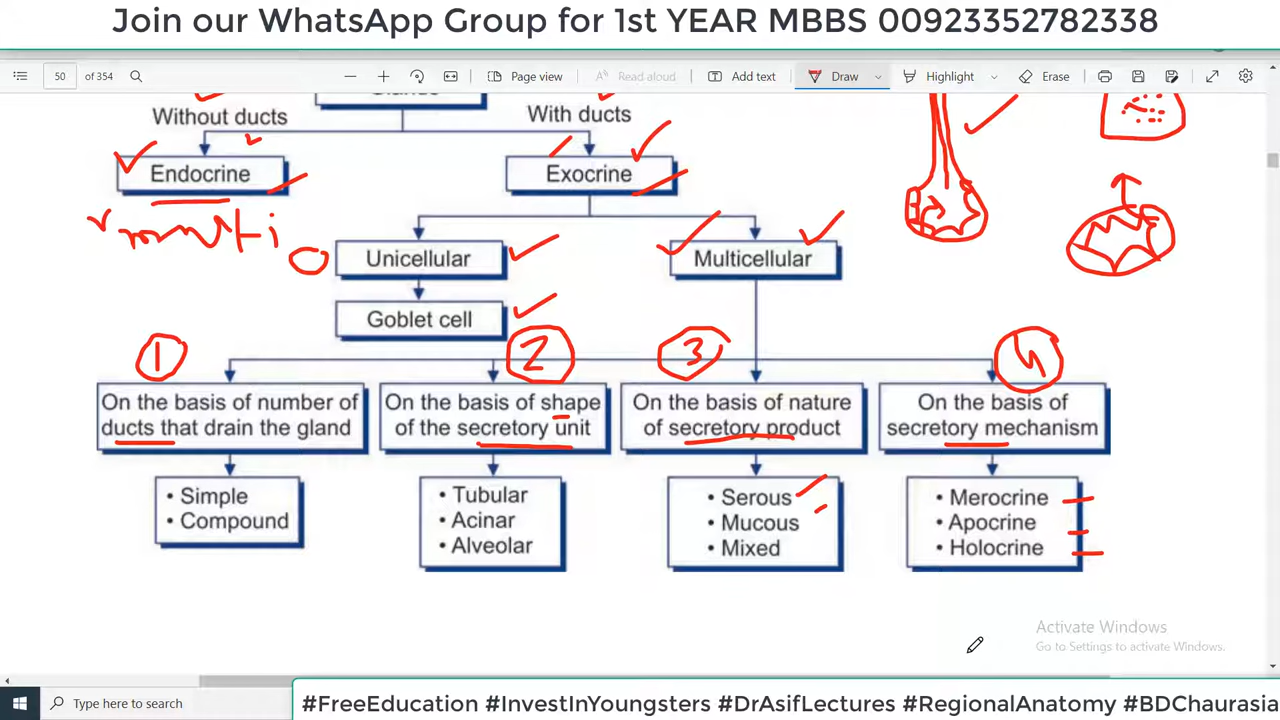 Join our WhatsApp Group for 1st YEAR MBBS 00923352782338
50 of 354
Page view
Read aloud
Add text
Draw
Highlight
Erase
Without ducts
With ducts
Endocrine
Exocrine
Unicellular
Multicellular
Goblet cell
1
2
3
4
On the basis of number of
ducts that drain the gland
On the basis of shape
of the secretory unit
On the basis of nature
of secretory product
On the basis of
secretory mechanism
• Simple
• Compound
• Tubular
• Acinar
• Alveolar
• Serous
• Mucous
• Mixed
• Merocrine
• Apocrine
• Holocrine
Activate Windows
Go to Settings to activate Windows.
Type here to search
#FreeEducation #InvestInYoungsters #DrAsifLectures #RegionalAnatomy #BDChaurasia